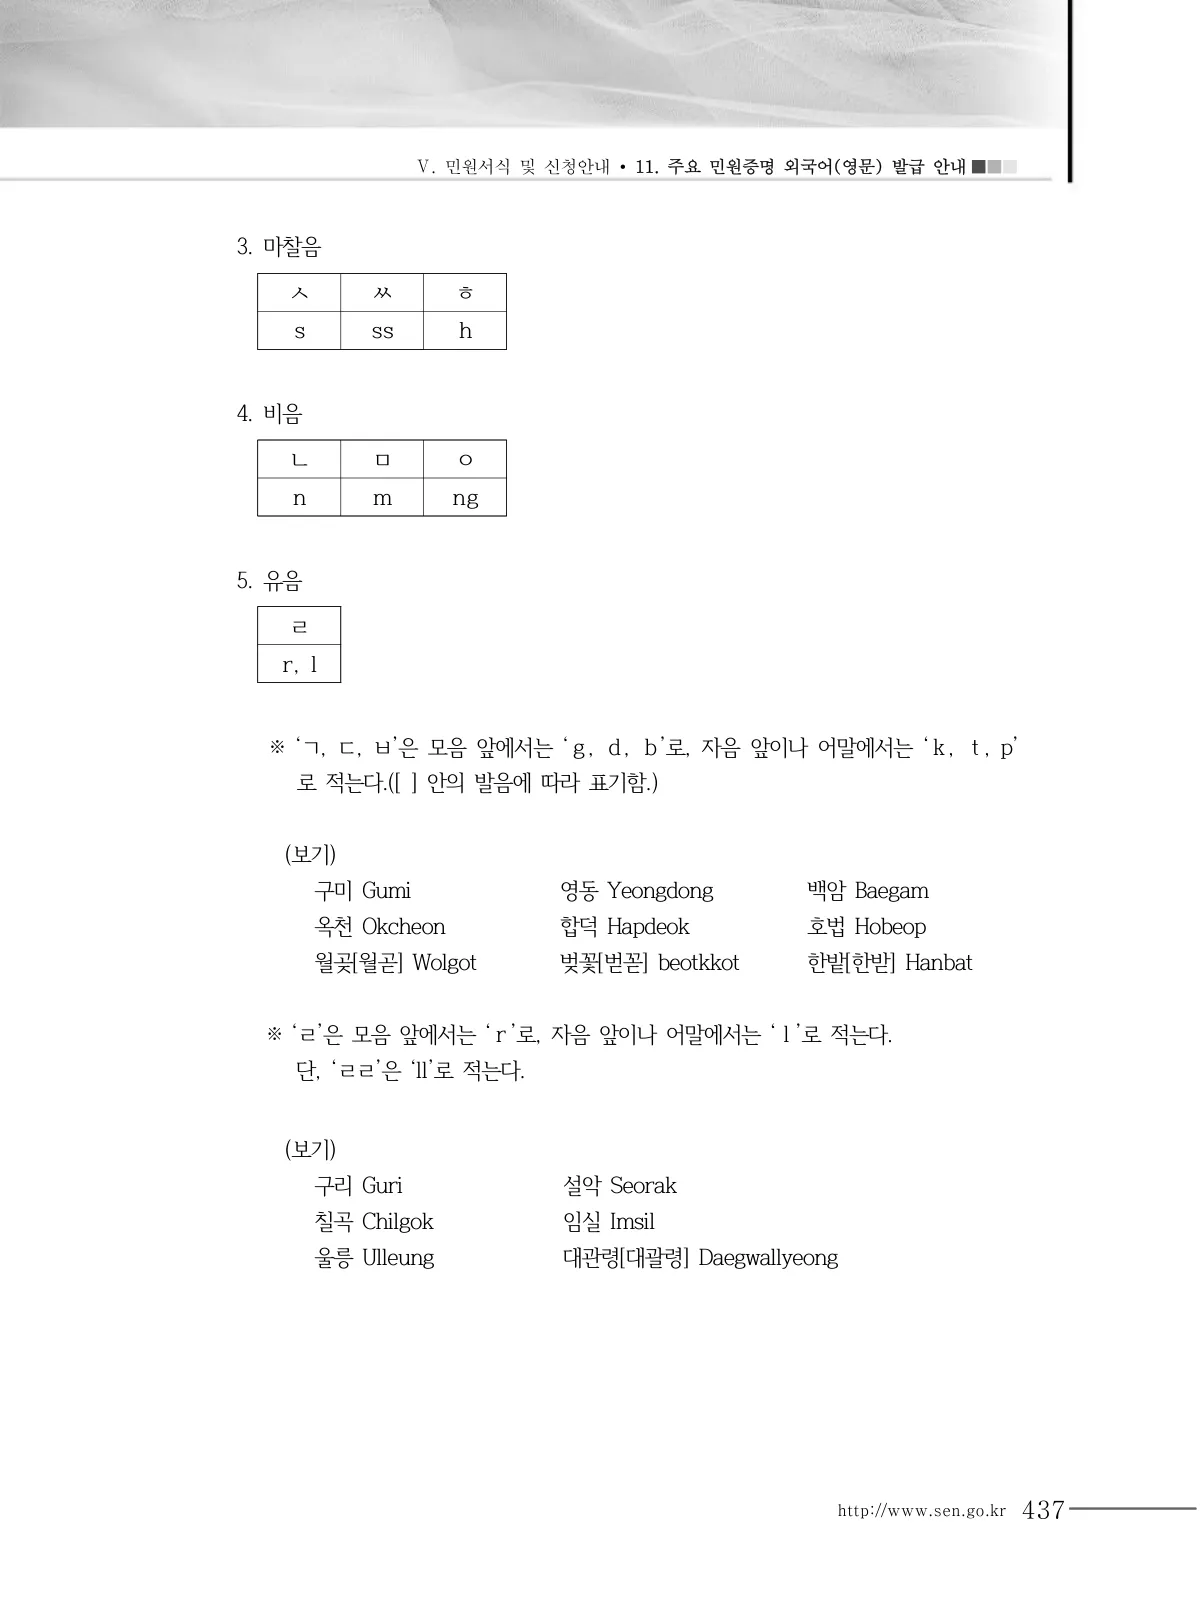 Ⅴ. 민원서식 및 신청안내 • 11. 주요 민원증명 외국어(영문) 발급 안내
3. 마찰음
ㅅ ㅆ ㅎ
s ss h
4. 비음
ㄴ ㅁ ㅇ
n m ng
5. 유음
ㄹ
r, l
※ ‘ㄱ, ㄷ, ㅂ’은 모음 앞에서는 ‘g, d, b’로, 자음 앞이나 어말에서는 ‘k, t, p’
로 적는다.([ ] 안의 발음에 따라 표기함.)
(보기)
구미 Gumi 영동 Yeongdong 백암 Baegam
옥천 Okcheon 합덕 Hapdeok 호법 Hobeop
월곶[월곧] Wolgot 벚꽃[벋꼳] beotkkot 한밭[한받] Hanbat
※ ‘ㄹ’은 모음 앞에서는 ‘r’로, 자음 앞이나 어말에서는 ‘l’로 적는다.
단, ‘ㄹㄹ’은 ‘ll’로 적는다.
(보기)
구리 Guri 설악 Seorak
칠곡 Chilgok 임실 Imsil
울릉 Ulleung 대관령[대괄령] Daegwallyeong
http://www.sen.go.kr 437